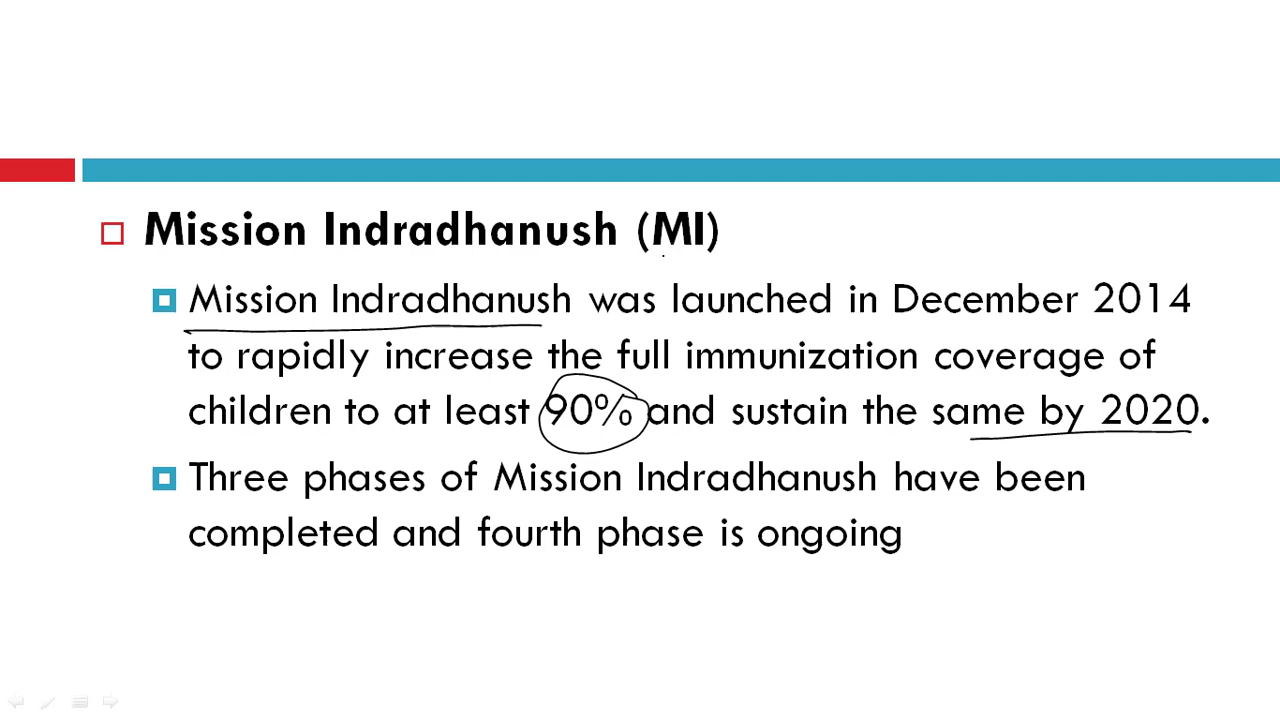 Mission Indradhanush (MI)
Mission Indradhanush was launched in December 2014
to rapidly increase the full immunization coverage of
children to at least 90% and sustain the same by 2020.
Three phases of Mission Indradhanush have been
completed and fourth phase is ongoing